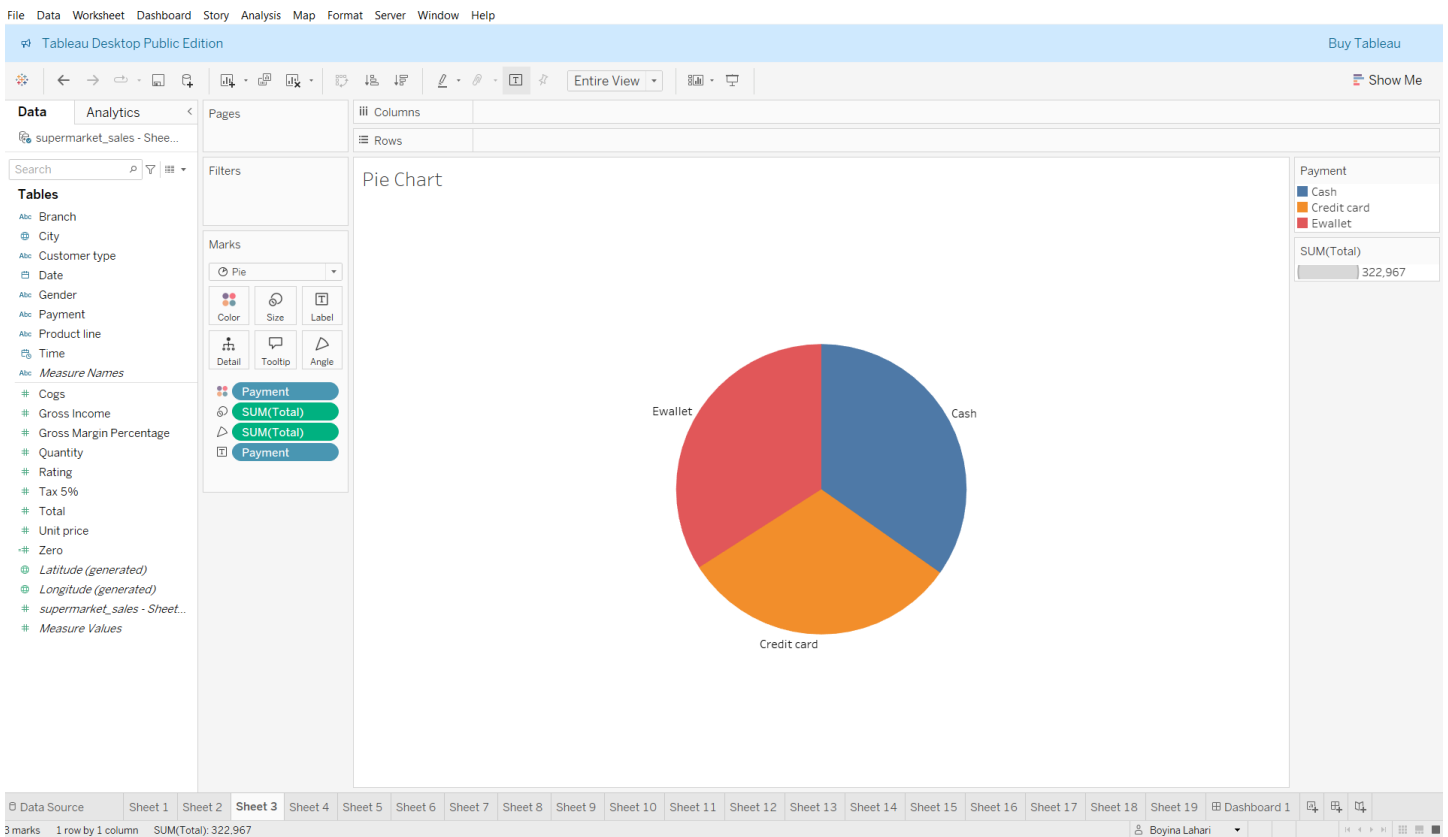 File Data Worksheet Dashboard Story Analysis Map Format Server Window Help
Tableau Desktop Public Edition
Buy Tableau
Entire View
Show Me
Data
Analytics
supermarket_sales - Shee...
Search
Tables
Abc Branch
City
Abc Customer type
Date
Abc Gender
Abc Payment
Abc Product line
Time
Abc Measure Names
# Cogs
# Gross Income
# Gross Margin Percentage
# Quantity
# Rating
# Tax 5%
# Total
# Unit price
=# Zero
Latitude (generated)
Longitude (generated)
# supermarket_sales - Sheet...
# Measure Values
Pages
Filters
Marks
Pie
Color Size Label
Detail Tooltip Angle
Payment
SUM(Total)
SUM(Total)
Payment
Columns
Rows
Pie Chart
Ewallet
Cash
Credit card
Payment
Cash
Credit card
Ewallet
SUM(Total)
322,967
Data Source Sheet 1 Sheet 2 Sheet 3 Sheet 4 Sheet 5 Sheet 6 Sheet 7 Sheet 8 Sheet 9 Sheet 10 Sheet 11 Sheet 12 Sheet 13 Sheet 14 Sheet 15 Sheet 16 Sheet 17 Sheet 18 Sheet 19 Dashboard 1
3 marks 1 row by 1 column SUM(Total): 322,967
Boyina Lahari